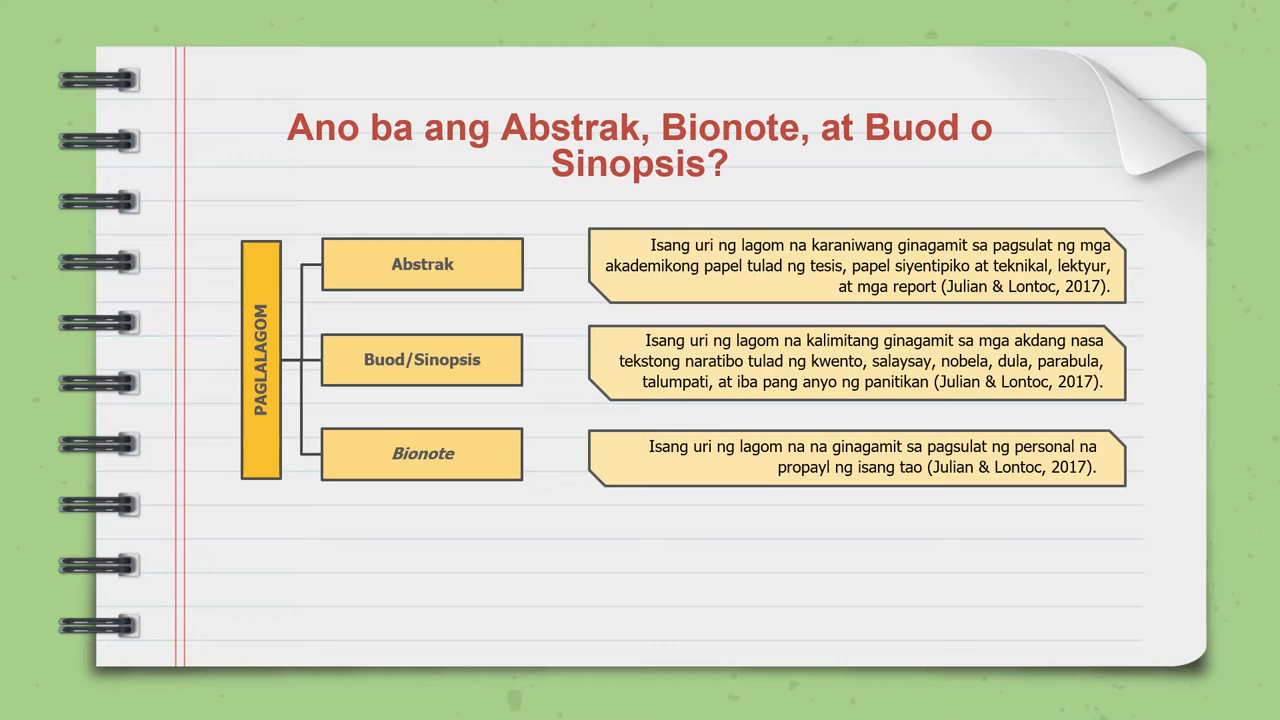 Ano ba ang Abstrak, Bionote, at Buod o
Sinopsis?
PAGLALAGOM
Abstrak
Isang uri ng lagom na karaniwang ginagamit sa pagsulat ng mga
akademikong papel tulad ng tesis, papel siyentipiko at teknikal, lektyur,
at mga report (Julian & Lontoc, 2017).
Buod/Sinopsis
Isang uri ng lagom na kalimitang ginagamit sa mga akdang nasa
tekstong naratibo tulad ng kwento, salaysay, nobela, dula, parabula,
talumpati, at iba pang anyo ng panitikan (Julian & Lontoc, 2017).
Bionote
Isang uri ng lagom na na ginagamit sa pagsulat ng personal na
propayl ng isang tao (Julian & Lontoc, 2017).